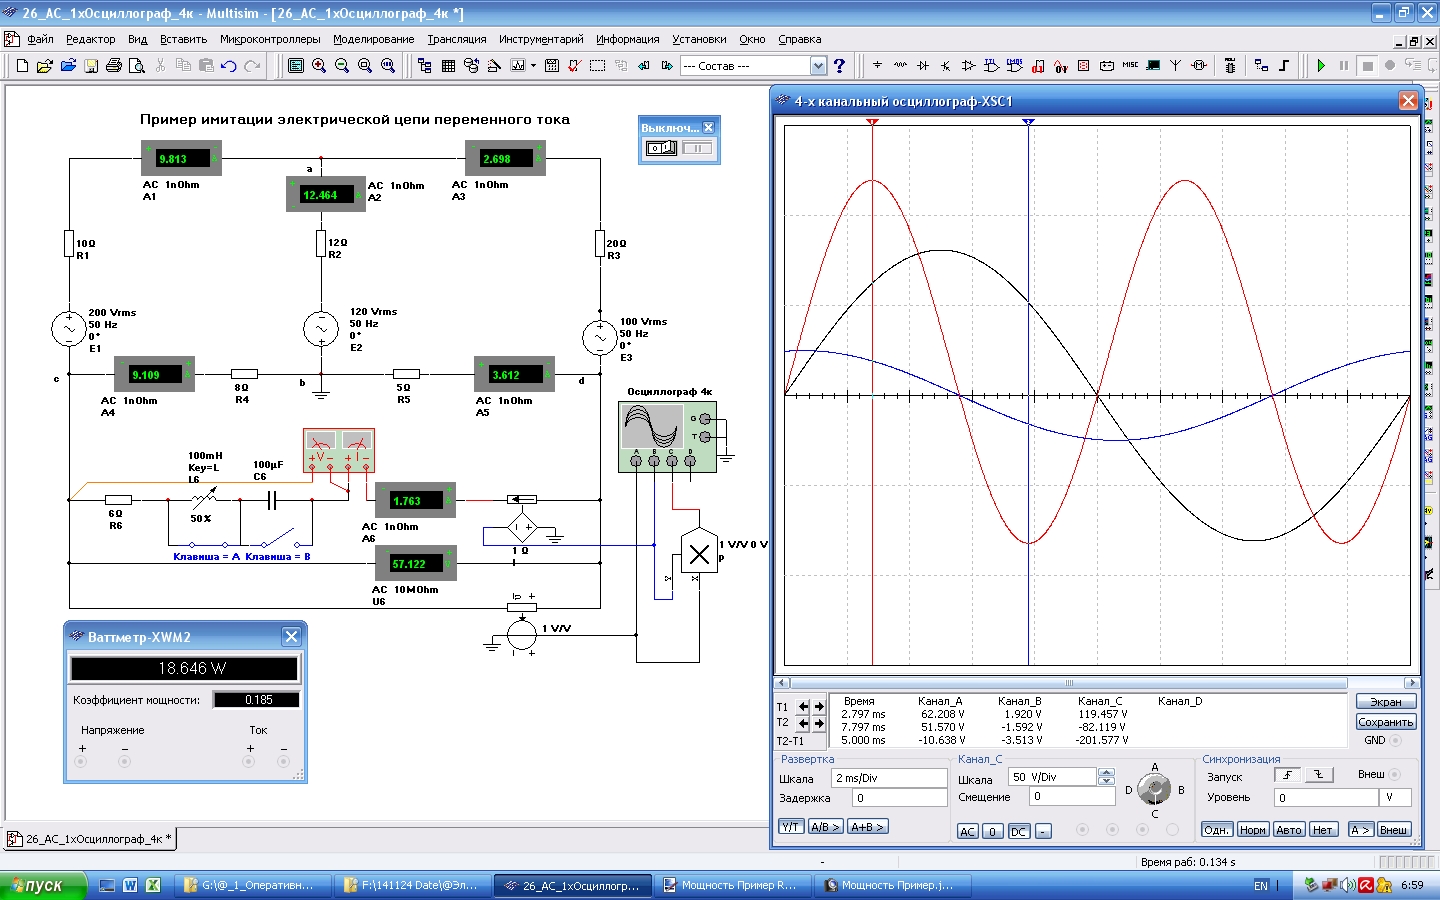 26_AC_1xОсциллограф_4к - Multisim - [26_AC_1xОсциллограф_4к *]
Файл Редактор Вид Вставить Микроконтроллеры Моделирование Трансляция Инструментарий Информация Установки Окно Справка
--- Состав ---
MISC
Пример имитации электрической цепи переменного тока
Выключ...
9.813
AC 1nOhm
A1
a
12.464
AC 1nOhm
A2
2.698
AC 1nOhm
A3
10Ω
R1
12Ω
R2
20Ω
R3
200 Vrms
50 Hz
0°
E1
120 Vrms
50 Hz
0°
E2
100 Vrms
50 Hz
0°
E3
c
9.109
AC 1nOhm
A4
8Ω
R4
b
5Ω
R5
3.612
AC 1nOhm
A5
d
Осциллограф 4к
G
T
A B C D
100mH
Key=L
L6
50%
100µF
C6
6Ω
R6
Клавиша = A Клавиша = B
V I
1.763
AC 1nOhm
A6
1 Ω
I
57.122
AC 10MOhm
U6
1 V/V
1 V/V 0 V
p
Y X
Ваттметр-XWM2
18.646 W
Коэффициент мощности: 0.185
Напряжение Ток
+ − + −
4-х канальный осциллограф-XSC1
Время Канал_A Канал_B Канал_C Канал_D
T1 2.797 ms 62.208 V 1.920 V 119.457 V
T2 7.797 ms 51.570 V -1.592 V -82.119 V
T2-T1 5.000 ms -10.638 V -3.513 V -201.577 V
Экран
Сохранить
GND
Развертка
Шкала 2 ms/Div
Задержка 0
Y/T A/B > A+B >
Канал_C
Шкала 50 V/Div
Смещение 0
AC 0 DC -
A
B
C
D
Синхронизация
Запуск Внеш
Уровень 0 V
Одн. Норм Авто Нет A > Внеш
26_AC_1xОсциллограф_4к *
- Время раб: 0.134 s
пуск
G:\@_1_Оперативн...
F:\141124 Date\@Эл...
26_AC_1xОсциллогр...
Мощность Пример R...
Мощность Пример.j...
EN
6:59